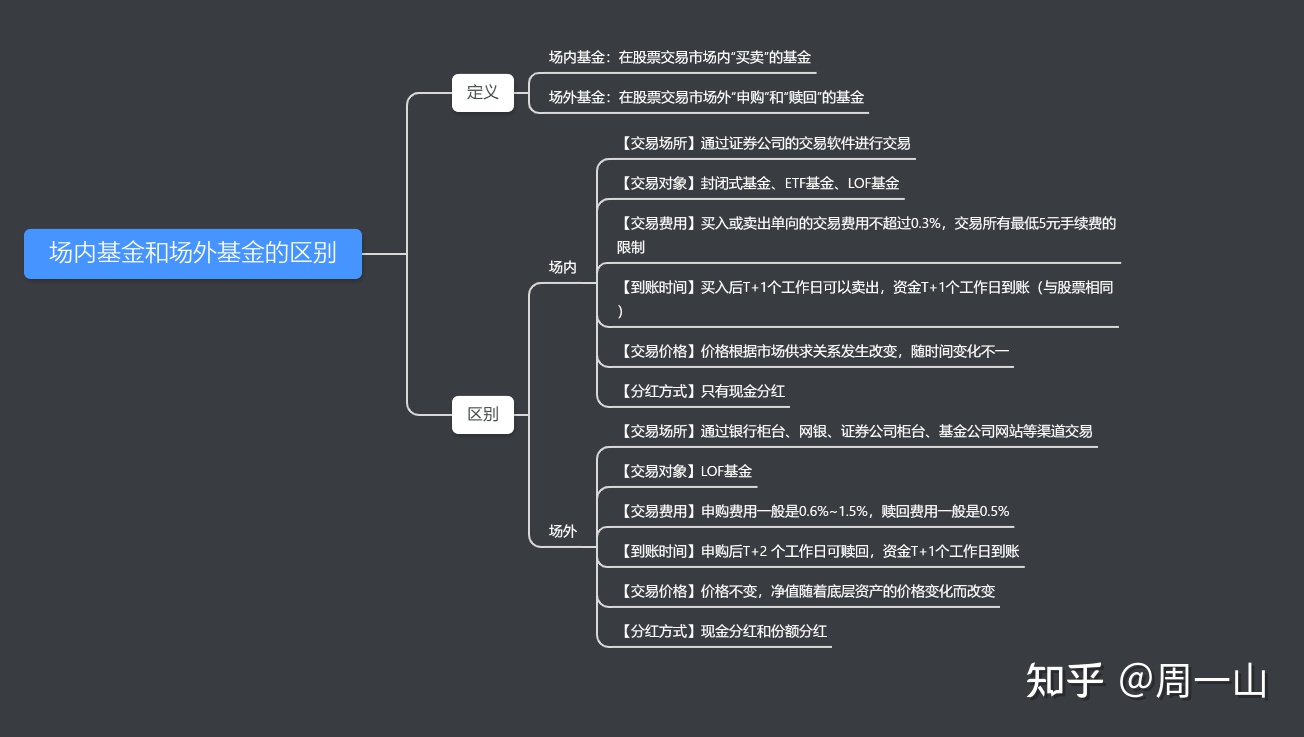 场内基金和场外基金的区别
定义
场内基金：在股票交易市场内“买卖”的基金
场外基金：在股票交易市场外“申购”和“赎回”的基金
区别
场内
【交易场所】通过证券公司的交易软件进行交易
【交易对象】封闭式基金、ETF基金、LOF基金
【交易费用】买入或卖出单向的交易费用不超过0.3%，交易所有最低5元手续费的
限制
【到账时间】买入后T+1个工作日可以卖出，资金T+1个工作日到账（与股票相同
）
【交易价格】价格根据市场供求关系发生改变，随时间变化不一
【分红方式】只有现金分红
场外
【交易场所】通过银行柜台、网银、证券公司柜台、基金公司网站等渠道交易
【交易对象】LOF基金
【交易费用】申购费用一般是0.6%~1.5%，赎回费用一般是0.5%
【到账时间】申购后T+2 个工作日可赎回，资金T+1个工作日到账
【交易价格】价格不变，净值随着底层资产的价格变化而改变
【分红方式】现金分红和份额分红
知乎 @周一山